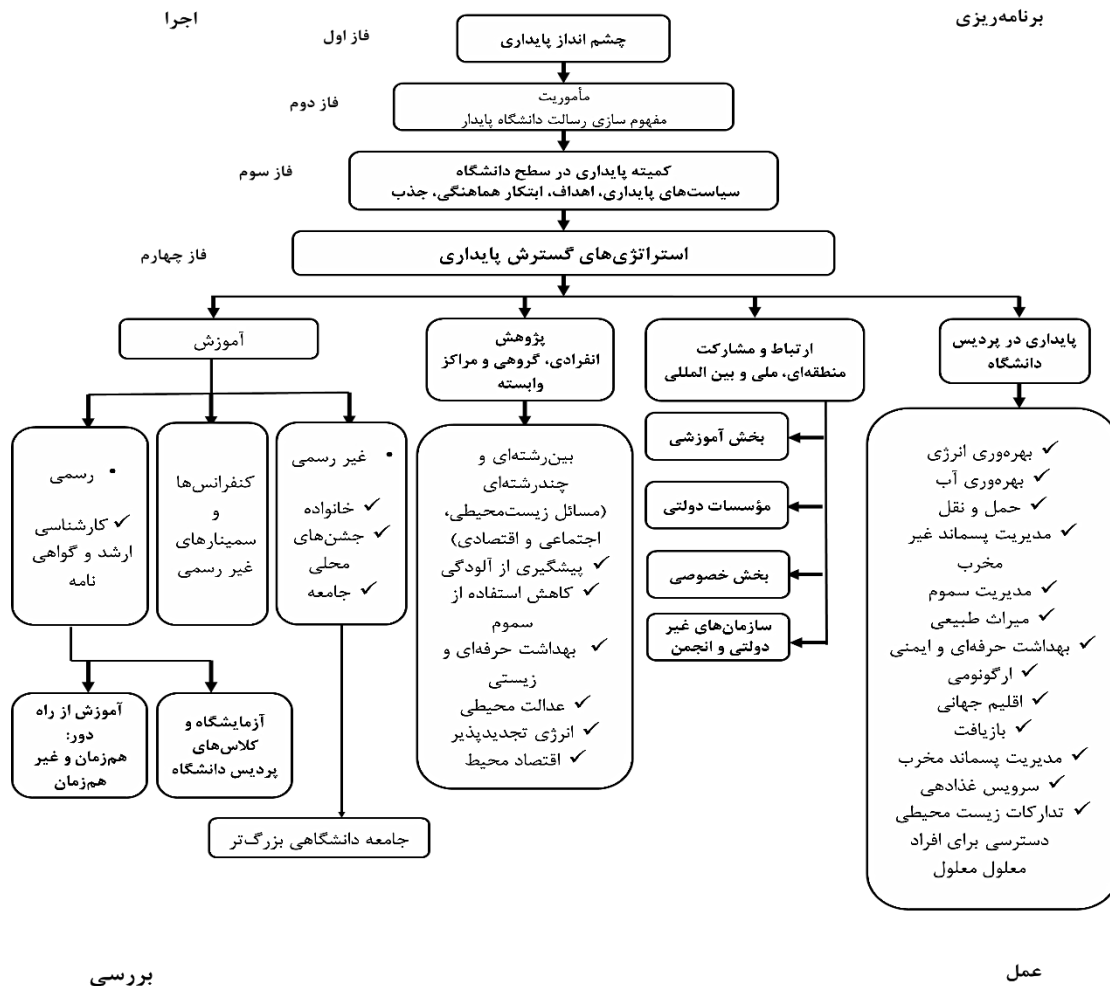 برنامه‌ریزی
اجرا
فاز اول
چشم انداز پایداری
فاز دوم
مأموریت
مفهوم سازی رسالت دانشگاه پایدار
فاز سوم
کمیته پایداری در سطح دانشگاه
سیاست‌های پایداری، اهداف، ابتکار هماهنگی، جذب
فاز چهارم
استراتژی‌های گسترش پایداری
پایداری در پردیس
دانشگاه
✓ بهره‌وری انرژی
✓ بهره‌وری آب
✓ حمل و نقل
✓ مدیریت پسماند غیر
مخرب
✓ مدیریت سموم
✓ میراث طبیعی
✓ بهداشت حرفه‌ای و ایمنی
✓ ارگونومی
✓ اقلیم جهانی
✓ بازیافت
✓ مدیریت پسماند مخرب
✓ سرویس غذادهی
✓ تدارکات زیست محیطی
دسترسی برای افراد
معلول معلول
ارتباط و مشارکت
منطقه‌ای، ملی و بین المللی
بخش آموزشی
مؤسسات دولتی
بخش خصوصی
سازمان‌های غیر
دولتی و انجمن
پژوهش
انفرادی، گروهی و مراکز
وابسته
بین‌رشته‌ای و
چندرشته‌ای
(مسائل زیست‌محیطی،
اجتماعی و اقتصادی)
✓ پیشگیری از آلودگی
✓ کاهش استفاده از
سموم
✓ بهداشت حرفه‌ای و
زیستی
✓ عدالت محیطی
✓ انرژی تجدیدپذیر
✓ اقتصاد محیط
آموزش
• غیر رسمی
✓ خانواده
✓ جشن‌های
محلی
✓ جامعه
کنفرانس‌ها
و
سمینارهای
غیر رسمی
• رسمی
✓ کارشناسی
ارشد و گواهی
نامه
آزمایشگاه و
کلاس‌های
پردیس دانشگاه
آموزش از راه
دور:
هم‌زمان و غیر
هم‌زمان
جامعه دانشگاهی بزرگ‌تر
عمل
بررسی